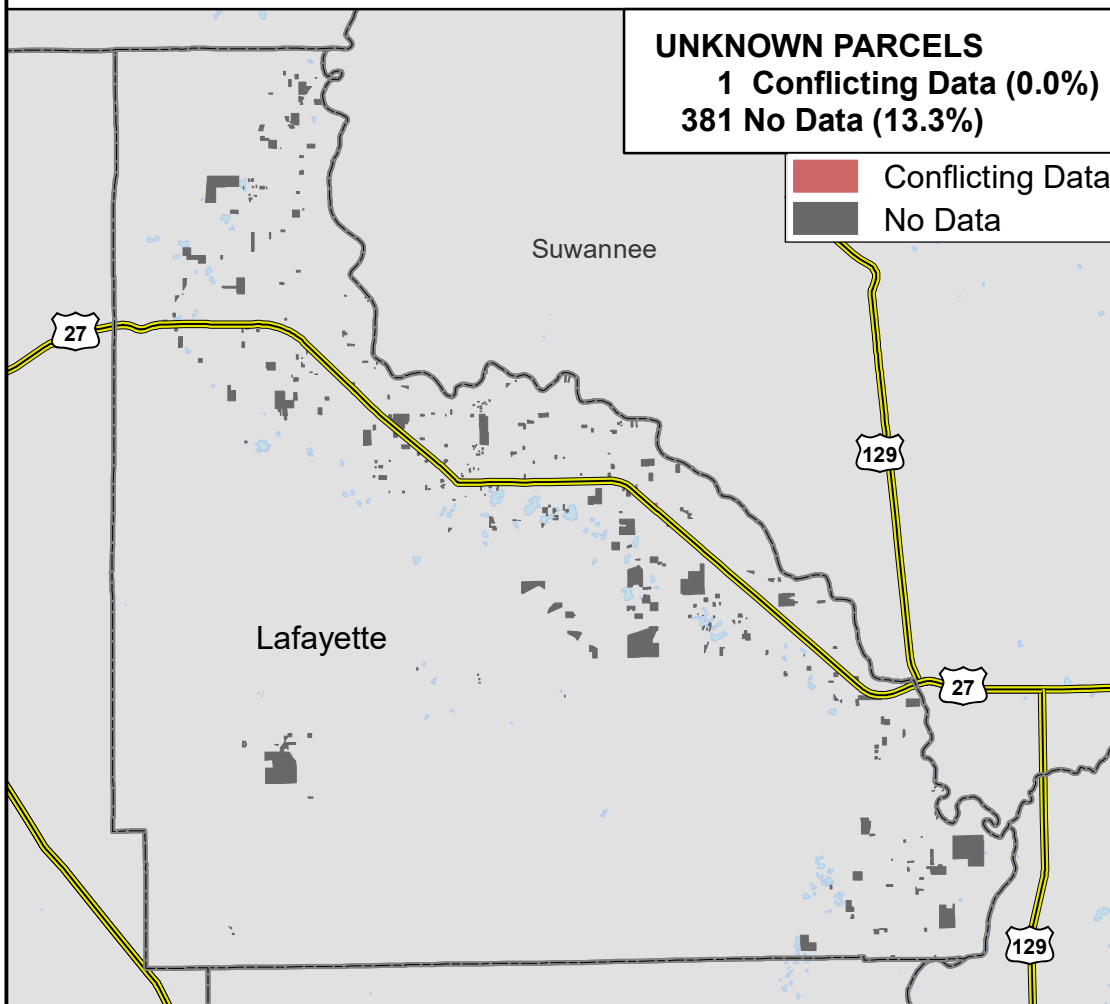 UNKNOWN PARCELS
1 Conflicting Data (0.0%)
381 No Data (13.3%)
Conflicting Data
No Data
Suwannee
27
129
Lafayette
27
129